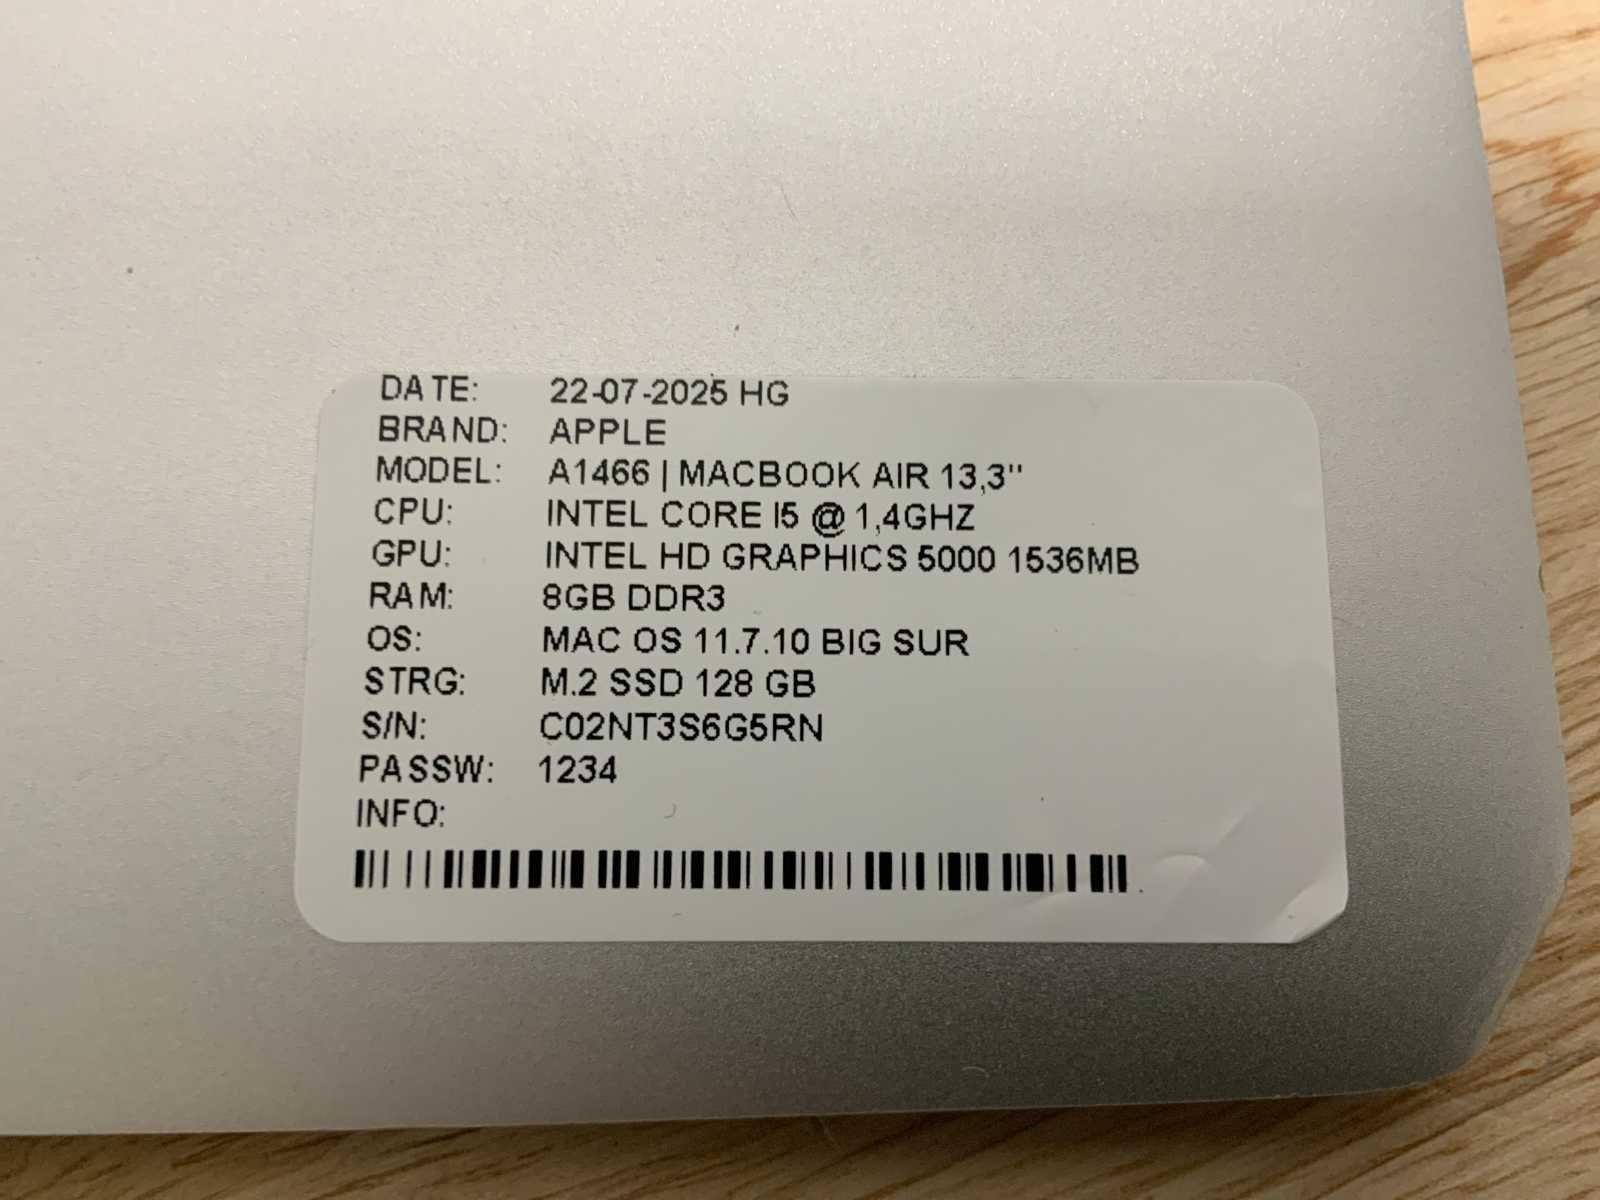 DATE: 22-07-2025 HG
BRAND: APPLE
MODEL: A1466 | MACBOOK AIR 13,3"
CPU: INTEL CORE I5 @ 1,4GHZ
GPU: INTEL HD GRAPHICS 5000 1536MB
RAM: 8GB DDR3
OS: MAC OS 11.7.10 BIG SUR
STRG: M.2 SSD 128 GB
S/N: C02NT3S6G5RN
PASSW: 1234
INFO: